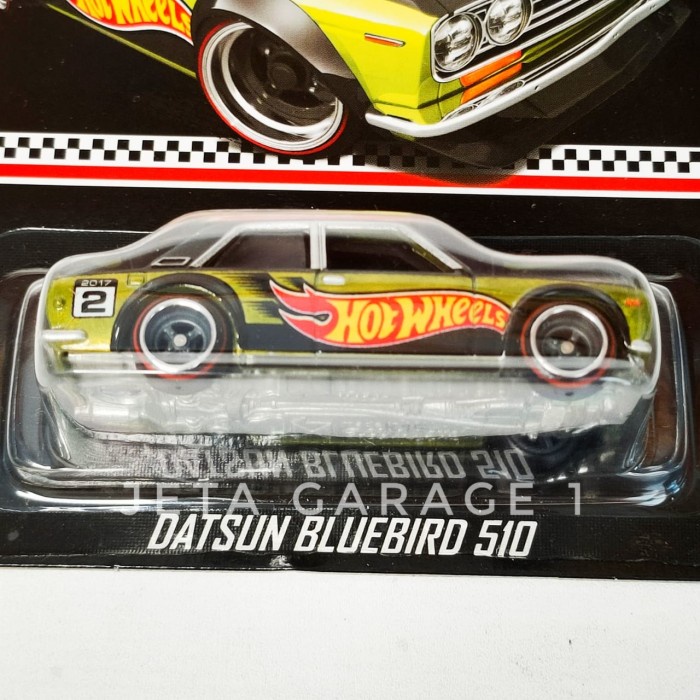 HOT WHEELS
2017
2
HOT WHEELS
DATSUN BLUEBIRD 510
JETA GARAGE 1
DATSUN BLUEBIRD 510